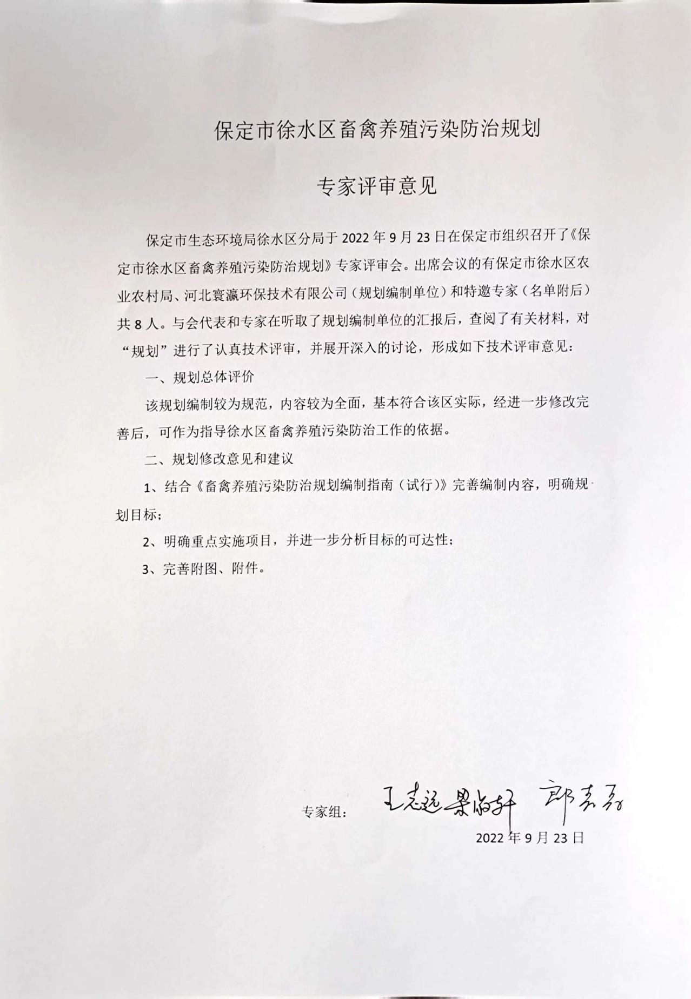 保定市徐水区畜禽养殖污染防治规划
专家评审意见
保定市生态环境局徐水区分局于 2022 年 9 月 23 日在保定市组织召开了《保
定市徐水区畜禽养殖污染防治规划》专家评审会。出席会议的有保定市徐水区农
业农村局、河北寰瀛环保技术有限公司（规划编制单位）和特邀专家（名单附后）
共 8 人。与会代表和专家在听取了规划编制单位的汇报后，查阅了有关材料，对
“规划”进行了认真技术评审，并展开深入的讨论，形成如下技术评审意见：
一、规划总体评价
该规划编制较为规范，内容较为全面，基本符合该区实际，经进一步修改完
善后，可作为指导徐水区畜禽养殖污染防治工作的依据。
二、规划修改意见和建议
1、结合《畜禽养殖污染防治规划编制指南（试行）》完善编制内容，明确规
划目标；
2、明确重点实施项目，并进一步分析目标的可达性；
3、完善附图、附件。
专家组： 王志远
2022 年 9 月 23 日